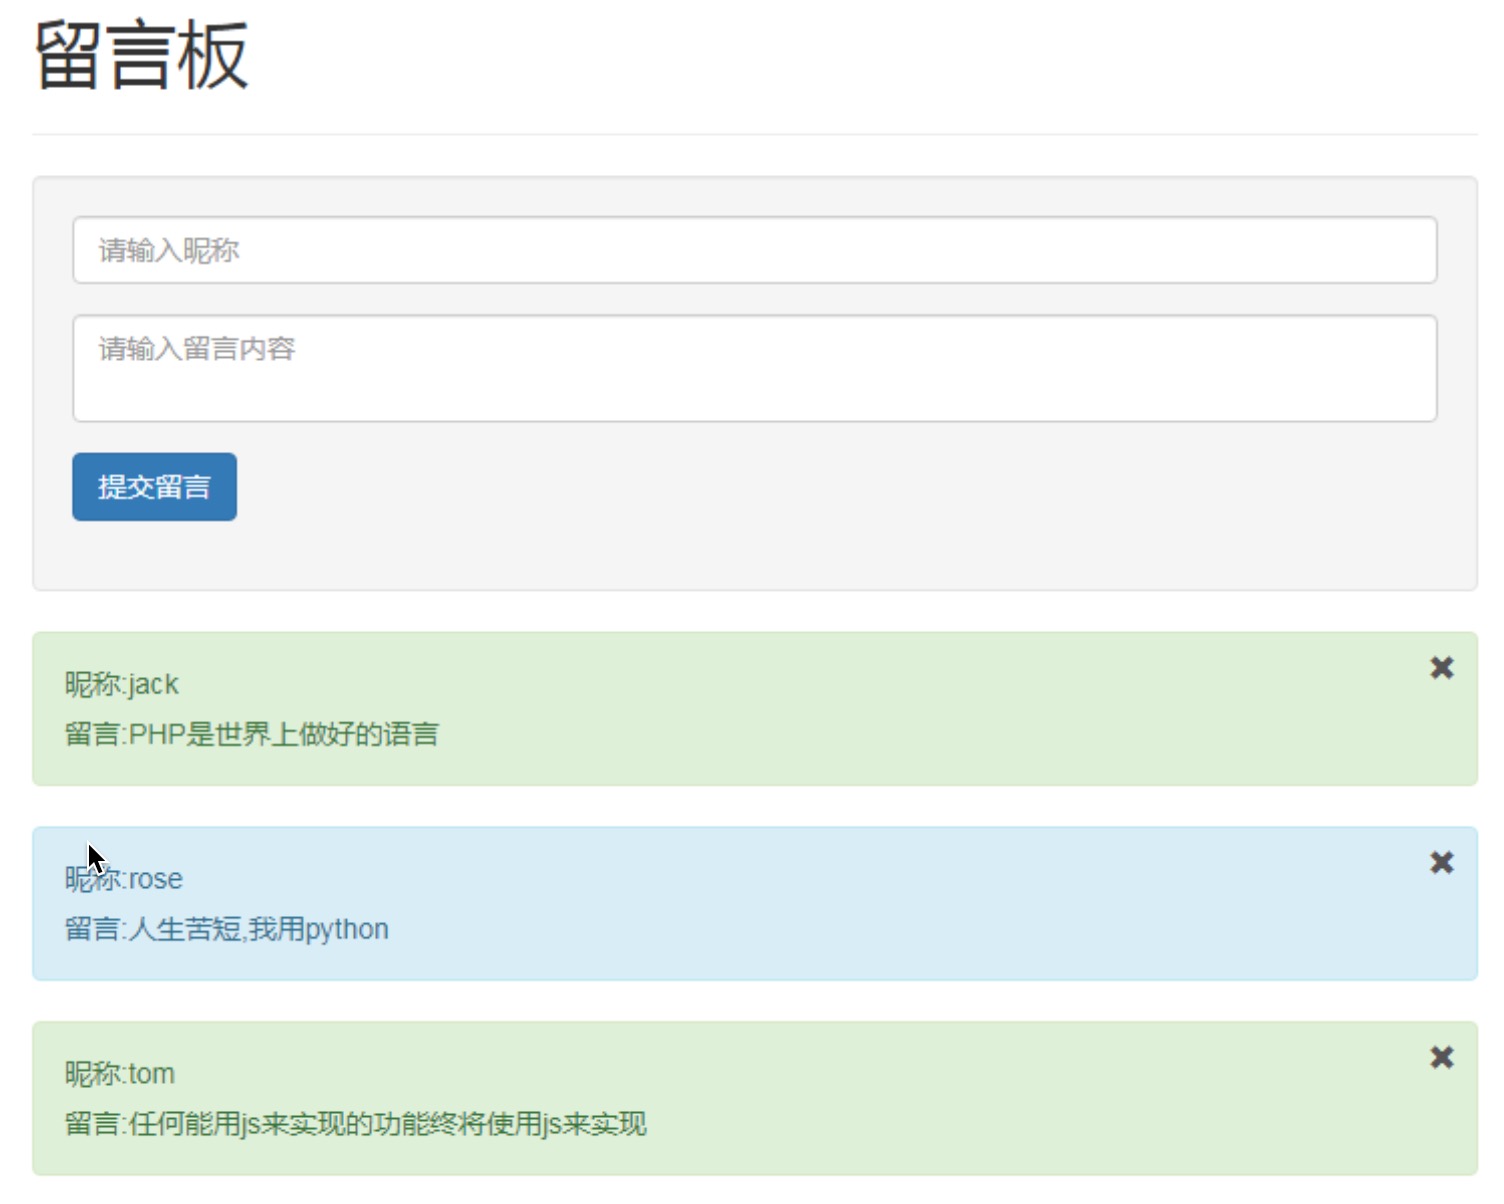 留言板
请输入昵称
请输入留言内容
提交留言
昵称:jack
留言:PHP是世界上做好的语言
昵称:rose
留言:人生苦短,我用python
昵称:tom
留言:任何能用js来实现的功能终将使用js来实现